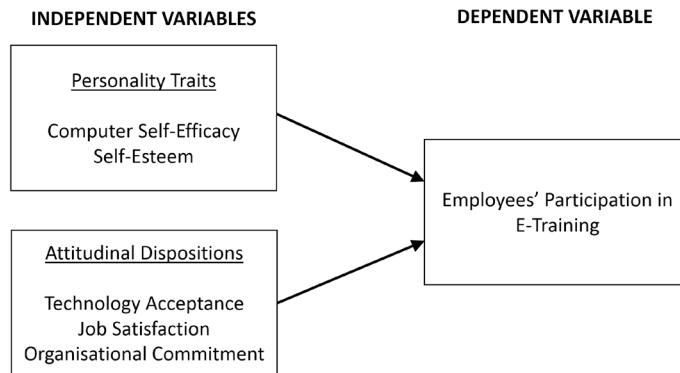 INDEPENDENT VARIABLES
DEPENDENT VARIABLE
Personality Traits
Computer Self-Efficacy
Self-Esteem
Employees’ Participation in
E-Training
Attitudinal Dispositions
Technology Acceptance
Job Satisfaction
Organisational Commitment